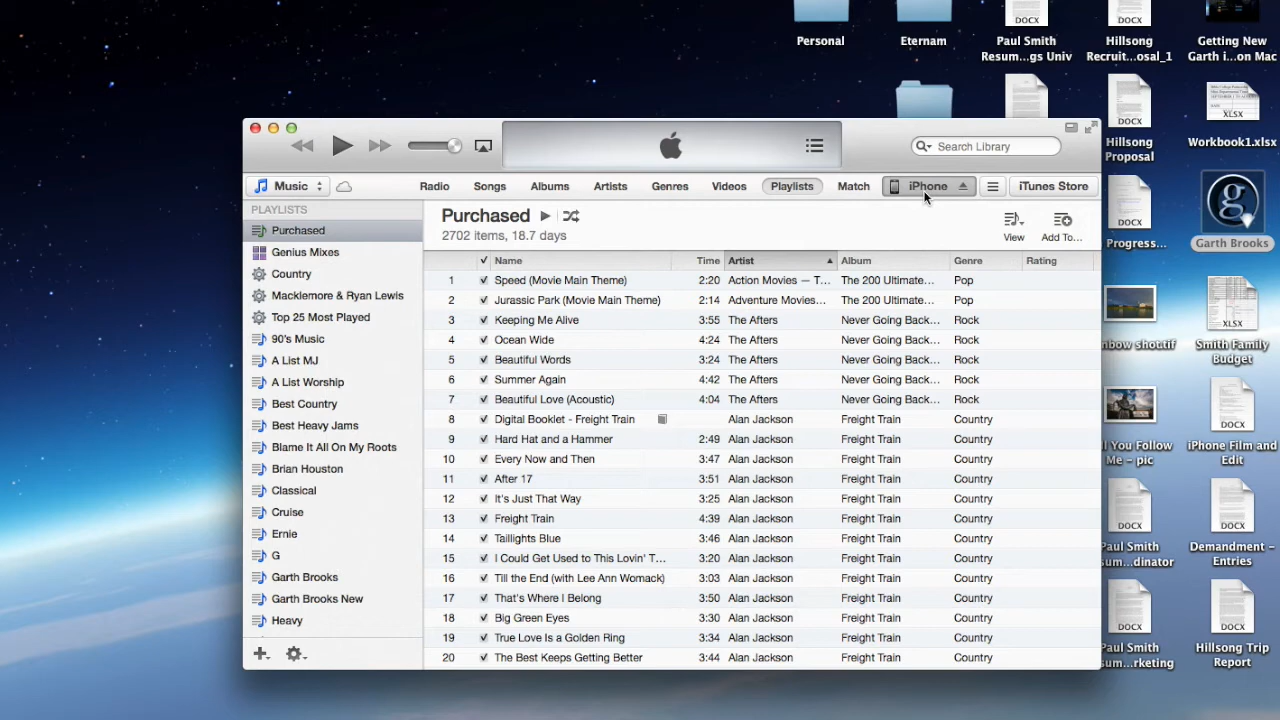 Personal
Eternam
DOCX
Paul Smith
Resum...gs Univ
DOCX
Hillsong
Recruit...osal_1
Getting New
Garth i...on Mac
DOCX
Hillsong
Proposal
XLSX
Workbook1.xlsx
Search Library
Music
Radio
Songs
Albums
Artists
Genres
Videos
Playlists
Match
iPhone
iTunes Store
PLAYLISTS
Purchased
Genius Mixes
Country
Macklemore & Ryan Lewis
Top 25 Most Played
90's Music
A List MJ
A List Worship
Best Country
Best Heavy Jams
Blame It All On My Roots
Brian Houston
Classical
Cruise
Ernie
G
Garth Brooks
Garth Brooks New
Heavy
Purchased
2702 items, 18.7 days
View
Add To...
Name Time Artist Album Genre Rating
1 Speed (Movie Main Theme) 2:20 Action Movies — T... The 200 Ultimate... Pop
2 Jurassic Park (Movie Main Theme) 2:14 Adventure Movies... The 200 Ultimate... Pop
3 Keeping Me Alive 3:55 The Afters Never Going Back... Rock
4 Ocean Wide 4:24 The Afters Never Going Back... Rock
5 Beautiful Words 3:24 The Afters Never Going Back... Rock
6 Summer Again 4:42 The Afters Never Going Back... Rock
7 Beautiful Love (Acoustic) 4:04 The Afters Never Going Back... Rock
8 Digital Booklet - Freight Train Alan Jackson Freight Train Country
9 Hard Hat and a Hammer 2:49 Alan Jackson Freight Train Country
10 Every Now and Then 3:47 Alan Jackson Freight Train Country
11 After 17 3:51 Alan Jackson Freight Train Country
12 It's Just That Way 3:25 Alan Jackson Freight Train Country
13 Freight Train 4:39 Alan Jackson Freight Train Country
14 Taillights Blue 3:46 Alan Jackson Freight Train Country
15 I Could Get Used to This Lovin' T... 3:20 Alan Jackson Freight Train Country
16 Till the End (with Lee Ann Womack) 3:03 Alan Jackson Freight Train Country
17 That's Where I Belong 3:50 Alan Jackson Freight Train Country
18 Big Green Eyes 3:30 Alan Jackson Freight Train Country
19 True Love Is a Golden Ring 3:34 Alan Jackson Freight Train Country
20 The Best Keeps Getting Better 3:44 Alan Jackson Freight Train Country
DOCX
Progress...
g
Garth Brooks
nbow shot.tif
XLSX
Smith Family
Budget
ll You Follow
Me – pic
DOCX
iPhone Film and
Edit
DOCX
Paul Smith
sum...dinator
DOCX
Demandment –
Entries
DOCX
Paul Smith
sum...rketing
DOCX
Hillsong Trip
Report